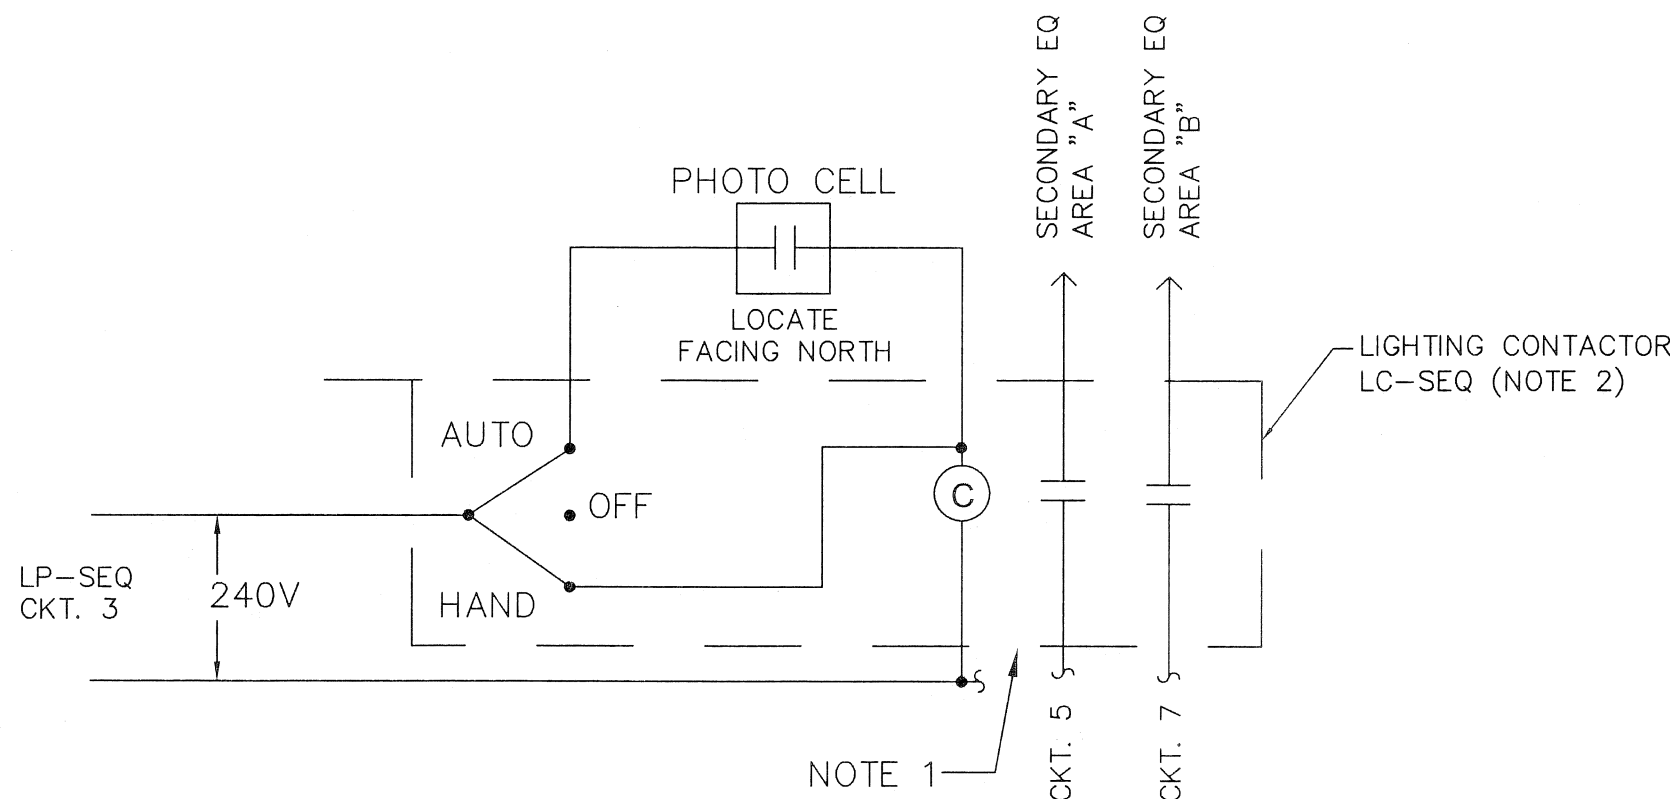 SECONDARY EQ
AREA "A"
SECONDARY EQ
AREA "B"
PHOTO CELL
LOCATE
FACING NORTH
LIGHTING CONTACTOR
LC-SEQ (NOTE 2)
AUTO
OFF
C
HAND
LP-SEQ
CKT. 3
240V
NOTE 1
CKT. 5
CKT. 7